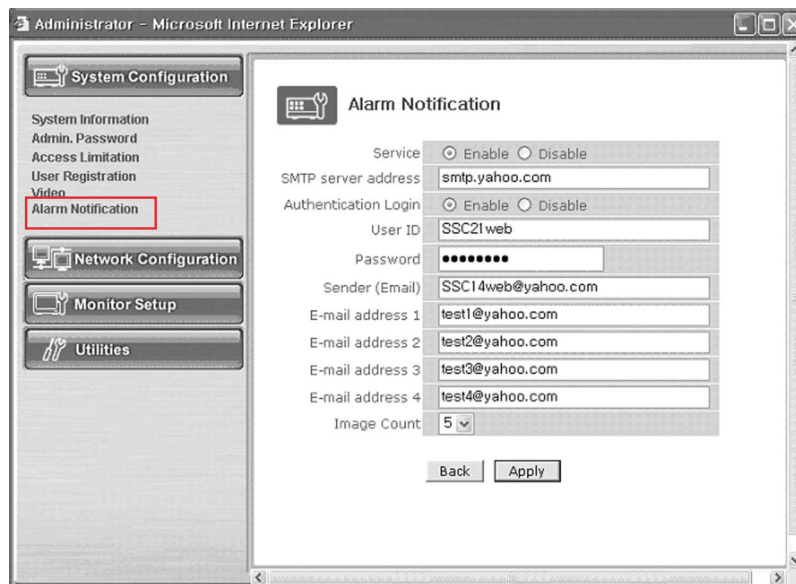 Administrator - Microsoft Internet Explorer
System Configuration
System Information
Admin. Password
Access Limitation
User Registration
Video
Alarm Notification
Network Configuration
Monitor Setup
Utilities
Alarm Notification
Service Enable Disable
SMTP server address smtp.yahoo.com
Authentication Login Enable Disable
User ID SSC21web
Password ••••••••
Sender (Email) SSC14web@yahoo.com
E-mail address 1 test1@yahoo.com
E-mail address 2 test2@yahoo.com
E-mail address 3 test3@yahoo.com
E-mail address 4 test4@yahoo.com
Image Count 5
Back Apply